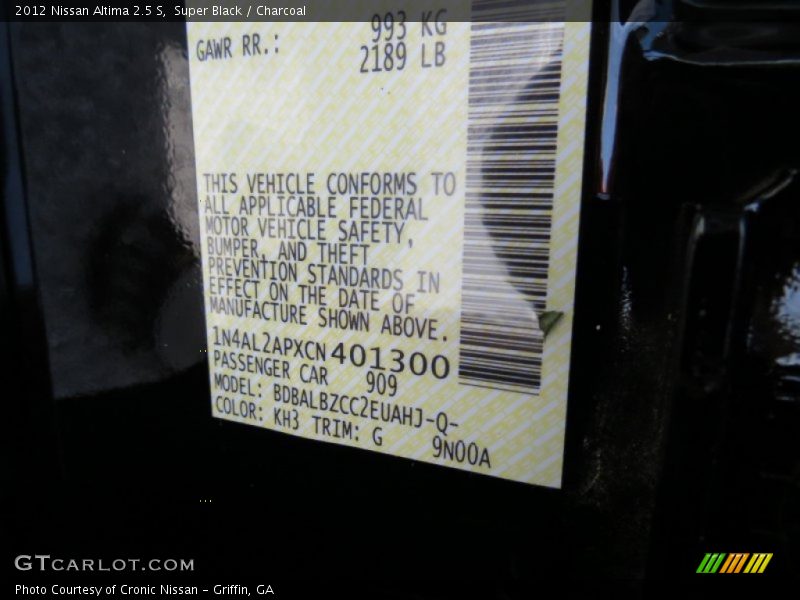 2012 Nissan Altima 2.5 S, Super Black / Charcoal
993 KG
GAWR RR.: 2189 LB
THIS VEHICLE CONFORMS TO
ALL APPLICABLE FEDERAL
MOTOR VEHICLE SAFETY,
BUMPER, AND THEFT
PREVENTION STANDARDS IN
EFFECT ON THE DATE OF
MANUFACTURE SHOWN ABOVE.
1N4AL2APXCN401300
PASSENGER CAR 909
MODEL: BDBALBZCC2EUAHJ-Q-
COLOR: KH3 TRIM: G 9N00A
GTCARLOT.COM
Photo Courtesy of Cronic Nissan – Griffin, GA